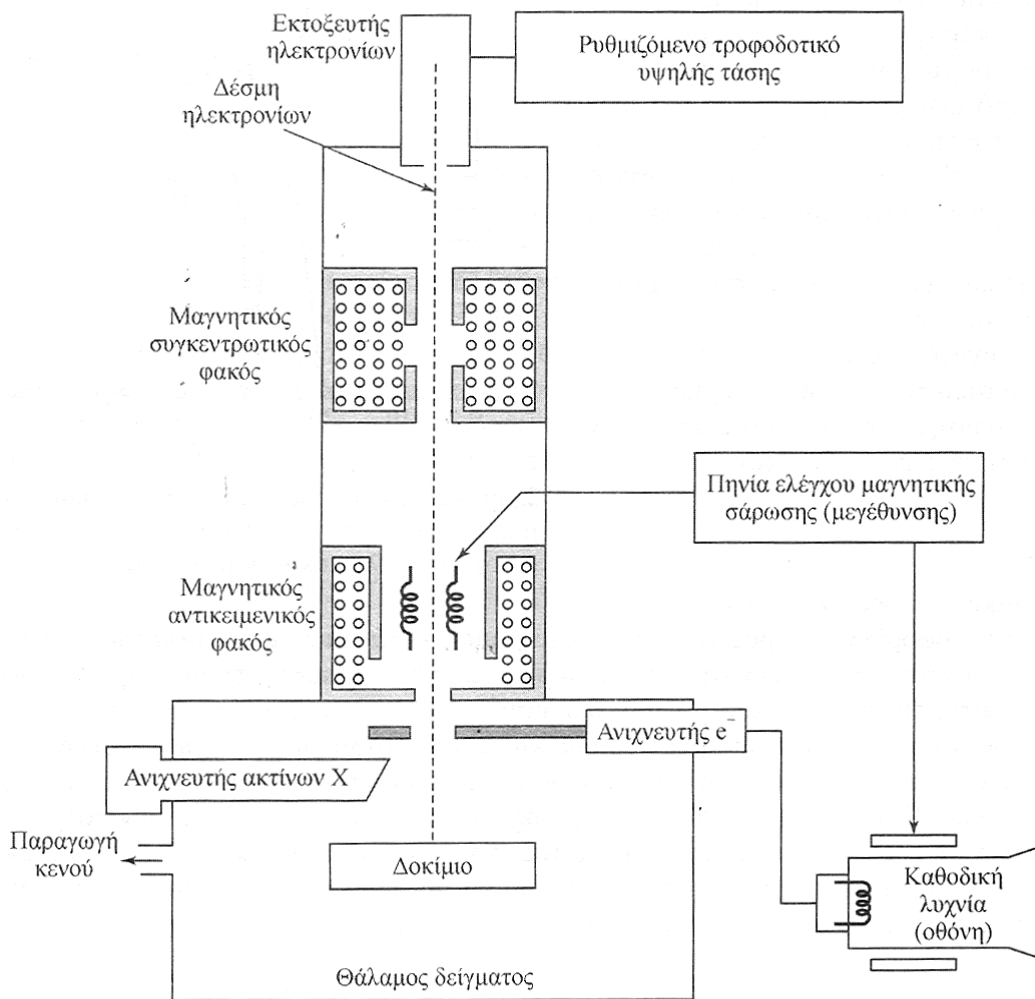 Εκτοξευτής
ηλεκτρονίων
Ρυθμιζόμενο τροφοδοτικό
υψηλής τάσης
Δέσμη
ηλεκτρονίων
Μαγνητικός
συγκεντρωτικός
φακός
Πηνία ελέγχου μαγνητικής
σάρωσης (μεγέθυνσης)
Μαγνητικός
αντικειμενικός
φακός
Ανιχνευτής e⁻
Ανιχνευτής ακτίνων Χ
Παραγωγή
κενού
Δοκίμιο
Καθοδική
λυχνία
(οθόνη)
Θάλαμος δείγματος